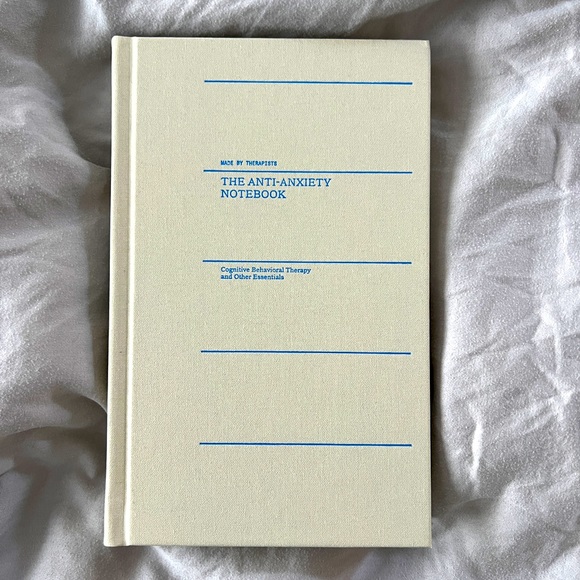 MADE BY THERAPISTS
THE ANTI-ANXIETY
NOTEBOOK
Cognitive Behavioral Therapy
and Other Essentials